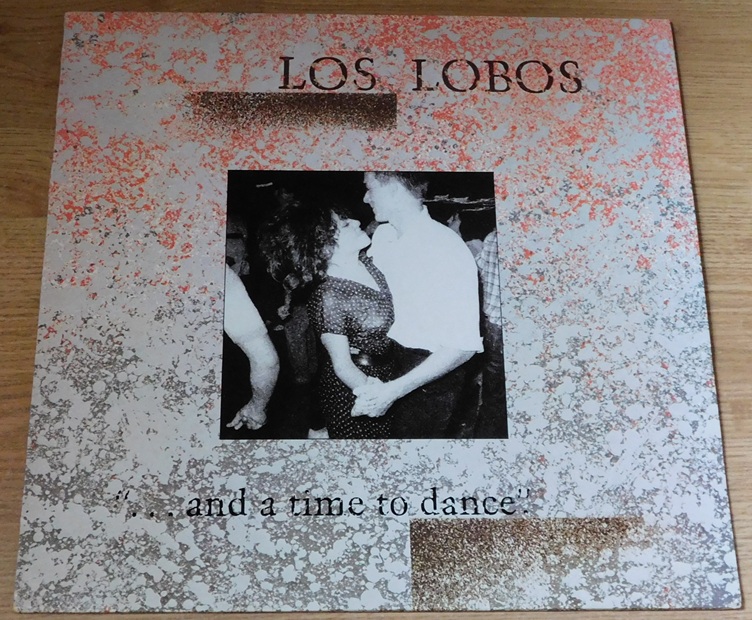 LOS LOBOS
“... and a time to dance”.